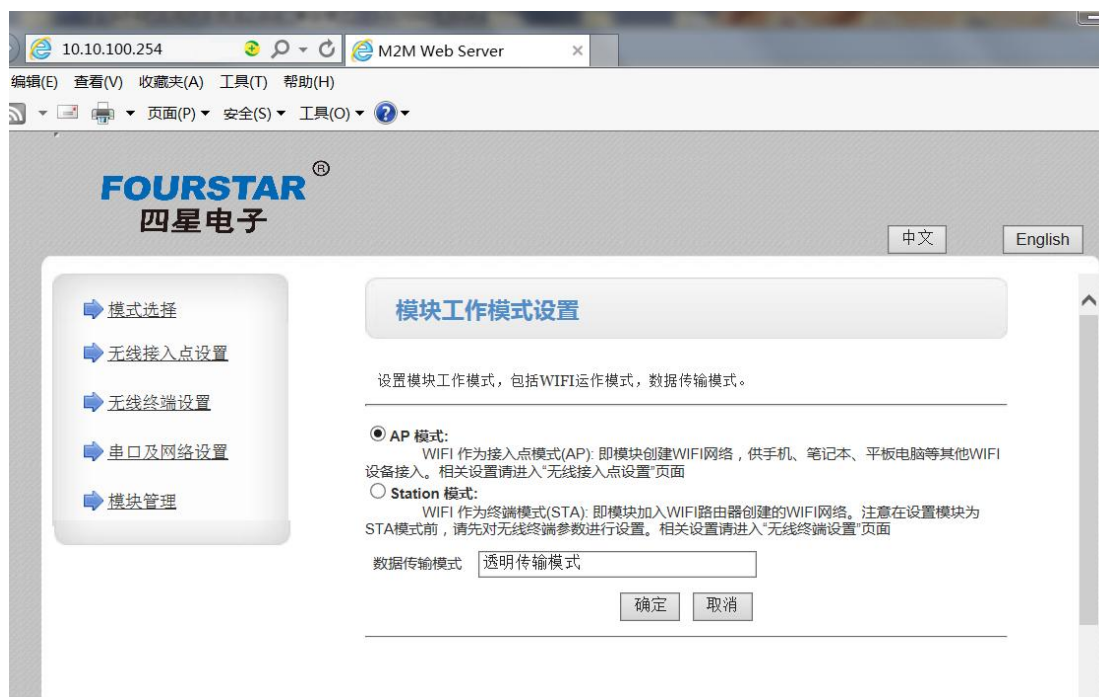 10.10.100.254
M2M Web Server
编辑(E) 查看(V) 收藏夹(A) 工具(T) 帮助(H)
页面(P) 安全(S) 工具(O)
FOURSTAR®
四星电子
中文 English
模式选择
无线接入点设置
无线终端设置
串口及网络设置
模块管理
模块工作模式设置
设置模块工作模式，包括WIFI运作模式，数据传输模式。
AP 模式:
WIFI 作为接入点模式(AP): 即模块创建WIFI网络，供手机、笔记本、平板电脑等其他WIFI
设备接入。相关设置请进入“无线接入点设置”页面
Station 模式:
WIFI 作为终端模式(STA): 即模块加入WIFI路由器创建的WIFI网络。注意在设置模块为
STA模式前，请先对无线终端参数进行设置。相关设置请进入“无线终端设置”页面
数据传输模式 透明传输模式
确定 取消